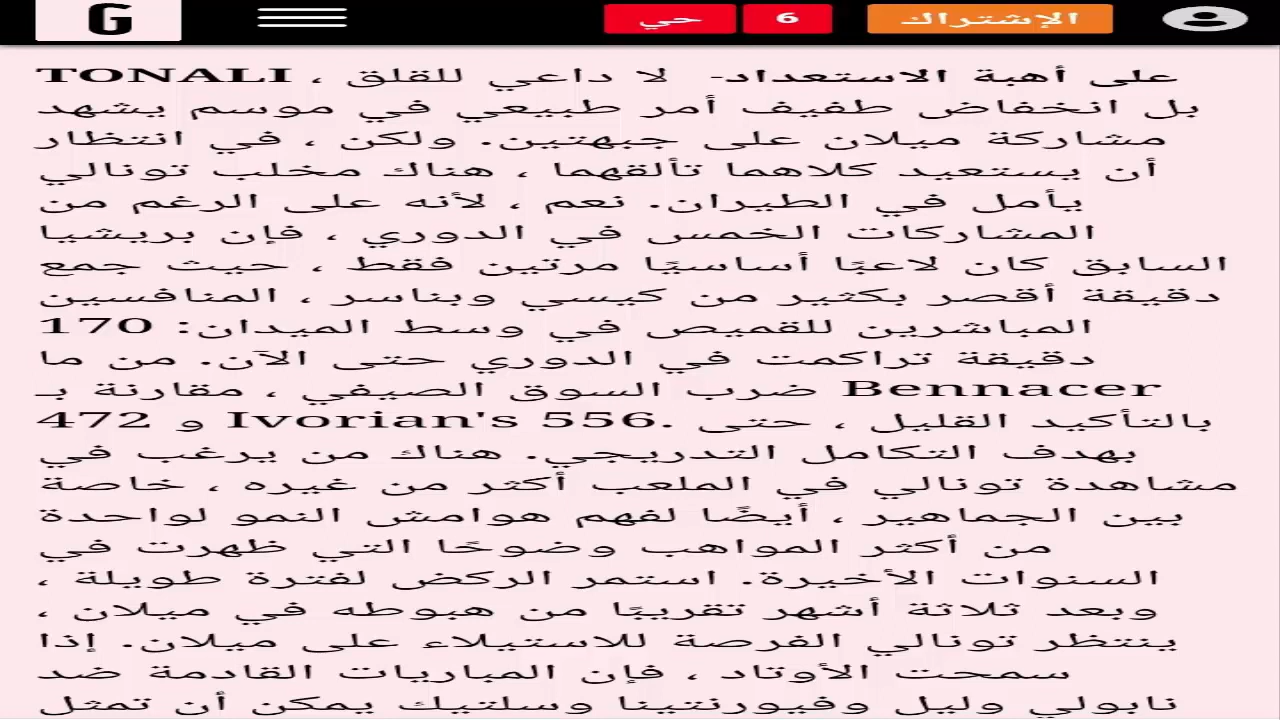 G
حي
6
الإشتراك
على أهبة الاستعداد- لا داعي للقلق ، TONALI
بل انخفاض طفيف أمر طبيعي في موسم يشهد
مشاركة ميلان على جبهتين. ولكن ، في انتظار
أن يستعيد كلاهما تألقهما ، هناك مخلب تونالي
يأمل في الطيران. نعم ، لأنه على الرغم من
المشاركات الخمس في الدوري ، فإن بريشيا
السابق كان لاعبًا أساسيًا مرتين فقط ، حيث جمع
دقيقة أقصر بكثير من كيسي وبناسر ، المنافسين
المباشرين للقميص في وسط الميدان: 170
دقيقة تراكمت في الدوري حتى الآن. من ما
ضرب السوق الصيفي ، مقارنة بـ Bennacer
472 و Ivorian's 556. بالتأكيد القليل ، حتى
بهدف التكامل التدريجي. هناك من يرغب في
مشاهدة تونالي في الملعب أكثر من غيره ، خاصة
بين الجماهير ، أيضًا لفهم هوامش النمو لواحدة
من أكثر المواهب وضوحًا التي ظهرت في
السنوات الأخيرة. استمر الركض لفترة طويلة ،
وبعد ثلاثة أشهر تقريبًا من هبوطه في ميلان ،
ينتظر تونالي الفرصة للاستيلاء على ميلان. إذا
سمحت الأوتاد ، فإن المباريات القادمة ضد
نابولي وليل وفيورنتينا وسلتيك يمكن أن تمثل